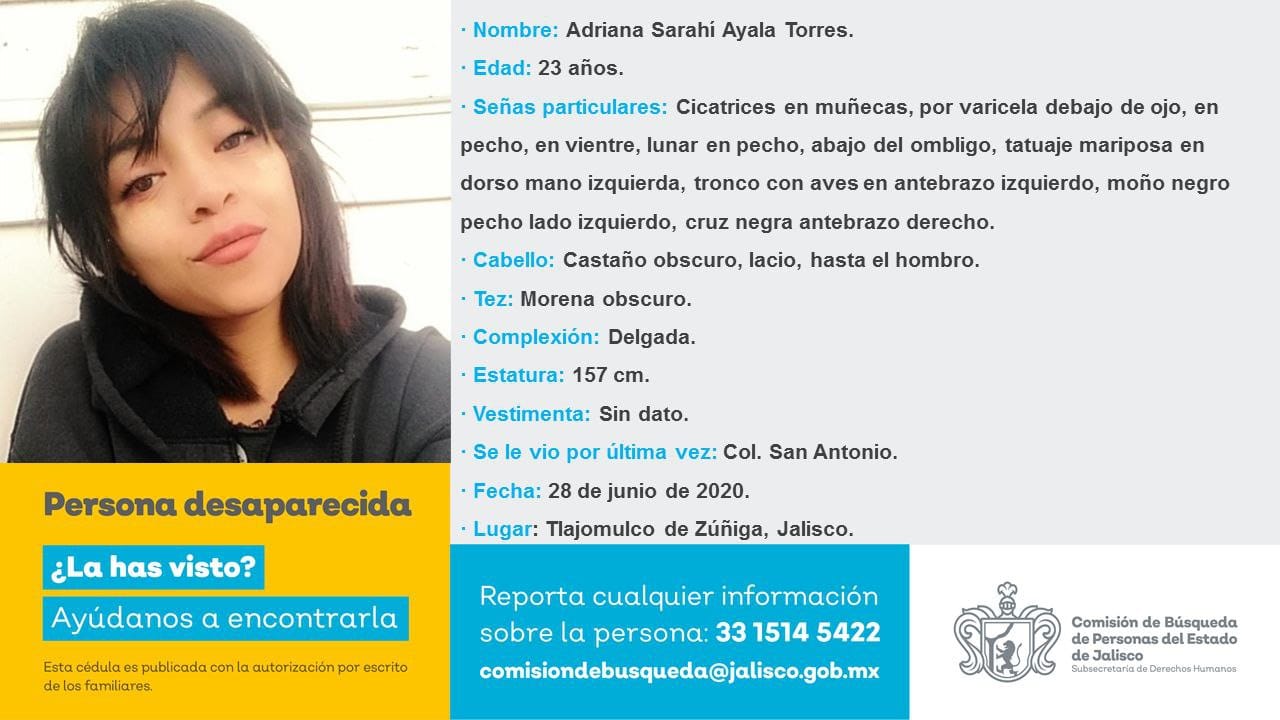 · Nombre: Adriana Sarahí Ayala Torres.
· Edad: 23 años.
· Señas particulares: Cicatrices en muñecas, por varicela debajo de ojo, en
pecho, en vientre, lunar en pecho, abajo del ombligo, tatuaje mariposa en
dorso mano izquierda, tronco con aves en antebrazo izquierdo, moño negro
pecho lado izquierdo, cruz negra antebrazo derecho.
· Cabello: Castaño obscuro, lacio, hasta el hombro.
· Tez: Morena obscuro.
· Complexión: Delgada.
· Estatura: 157 cm.
· Vestimenta: Sin dato.
· Se le vio por última vez: Col. San Antonio.
· Fecha: 28 de junio de 2020.
· Lugar: Tlajomulco de Zúñiga, Jalisco.
Persona desaparecida
¿La has visto?
Ayúdanos a encontrarla
Esta cédula es publicada con la autorización por escrito
de los familiares.
Reporta cualquier información
sobre la persona: 33 1514 5422
comisiondebusqueda@jalisco.gob.mx
Comisión de Búsqueda
de Personas del Estado
de Jalisco
Subsecretaría de Derechos Humanos